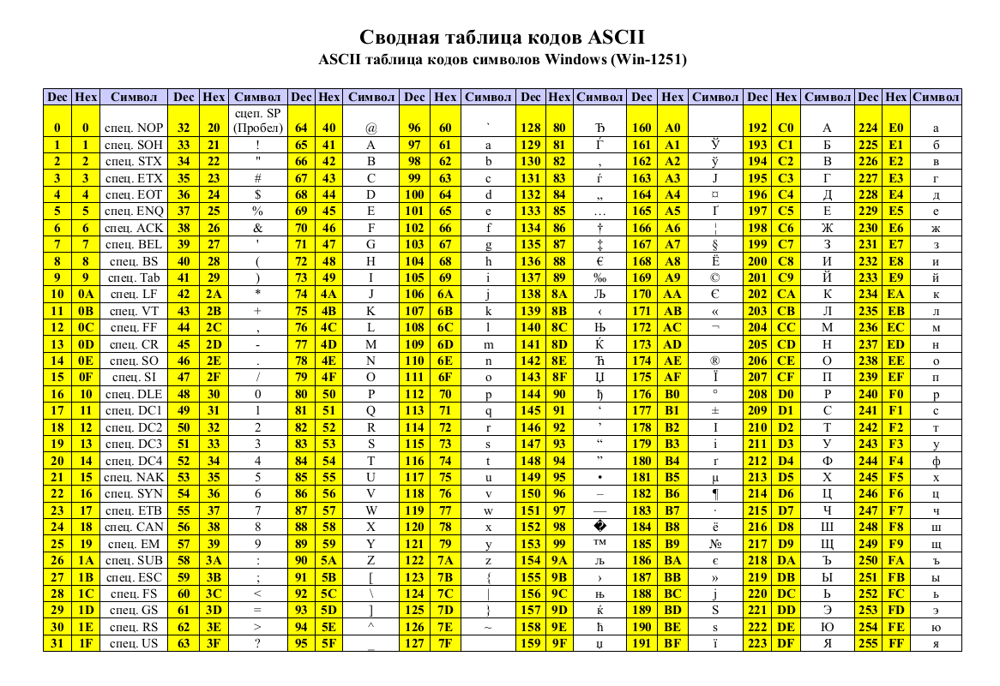 Сводная таблица кодов ASCII
ASCII таблица кодов символов Windows (Win-1251)
Dec Hex Символ Dec Hex Символ Dec Hex Символ Dec Hex Символ Dec Hex Символ Dec Hex Символ Dec Hex Символ Dec Hex Символ
0 0 спец. NOP 32 20 сцеп. SP (Пробел) 64 40 @ 96 60 ` 128 80 Ђ 160 A0 192 C0 А 224 E0 а
1 1 спец. SOH 33 21 ! 65 41 A 97 61 a 129 81 Ѓ 161 A1 Ў 193 C1 Б 225 E1 б
2 2 спец. STX 34 22 " 66 42 B 98 62 b 130 82 ‚ 162 A2 ў 194 C2 В 226 E2 в
3 3 спец. ETX 35 23 # 67 43 C 99 63 c 131 83 ѓ 163 A3 Ј 195 C3 Г 227 E3 г
4 4 спец. EOT 36 24 $ 68 44 D 100 64 d 132 84 „ 164 A4 ¤ 196 C4 Д 228 E4 д
5 5 спец. ENQ 37 25 % 69 45 E 101 65 e 133 85 … 165 A5 Ґ 197 C5 Е 229 E5 е
6 6 спец. ACK 38 26 & 70 46 F 102 66 f 134 86 † 166 A6 ¦ 198 C6 Ж 230 E6 ж
7 7 спец. BEL 39 27 ' 71 47 G 103 67 g 135 87 ‡ 167 A7 § 199 C7 З 231 E7 з
8 8 спец. BS 40 28 ( 72 48 H 104 68 h 136 88 € 168 A8 Ё 200 C8 И 232 E8 и
9 9 спец. Tab 41 29 ) 73 49 I 105 69 i 137 89 ‰ 169 A9 © 201 C9 Й 233 E9 й
10 0A спец. LF 42 2A * 74 4A J 106 6A j 138 8A Љ 170 AA Є 202 CA К 234 EA к
11 0B спец. VT 43 2B + 75 4B K 107 6B k 139 8B ‹ 171 AB « 203 CB Л 235 EB л
12 0C спец. FF 44 2C , 76 4C L 108 6C l 140 8C Њ 172 AC ¬ 204 CC М 236 EC м
13 0D спец. CR 45 2D - 77 4D M 109 6D m 141 8D Ќ 173 AD 205 CD Н 237 ED н
14 0E спец. SO 46 2E . 78 4E N 110 6E n 142 8E Ћ 174 AE ® 206 CE О 238 EE о
15 0F спец. SI 47 2F / 79 4F O 111 6F o 143 8F Џ 175 AF Ї 207 CF П 239 EF п
16 10 спец. DLE 48 30 0 80 50 P 112 70 p 144 90 ђ 176 B0 ° 208 D0 Р 240 F0 р
17 11 спец. DC1 49 31 1 81 51 Q 113 71 q 145 91 ‘ 177 B1 ± 209 D1 С 241 F1 с
18 12 спец. DC2 50 32 2 82 52 R 114 72 r 146 92 ’ 178 B2 І 210 D2 Т 242 F2 т
19 13 спец. DC3 51 33 3 83 53 S 115 73 s 147 93 “ 179 B3 і 211 D3 У 243 F3 у
20 14 спец. DC4 52 34 4 84 54 T 116 74 t 148 94 ” 180 B4 ґ 212 D4 Ф 244 F4 ф
21 15 спец. NAK 53 35 5 85 55 U 117 75 u 149 95 • 181 B5 µ 213 D5 Х 245 F5 х
22 16 спец. SYN 54 36 6 86 56 V 118 76 v 150 96 – 182 B6 ¶ 214 D6 Ц 246 F6 ц
23 17 спец. ETB 55 37 7 87 57 W 119 77 w 151 97 — 183 B7 · 215 D7 Ч 247 F7 ч
24 18 спец. CAN 56 38 8 88 58 X 120 78 x 152 98 � 184 B8 ё 216 D8 Ш 248 F8 ш
25 19 спец. EM 57 39 9 89 59 Y 121 79 y 153 99 ™ 185 B9 № 217 D9 Щ 249 F9 щ
26 1A спец. SUB 58 3A : 90 5A Z 122 7A z 154 9A љ 186 BA є 218 DA Ъ 250 FA ъ
27 1B спец. ESC 59 3B ; 91 5B [ 123 7B { 155 9B › 187 BB » 219 DB Ы 251 FB ы
28 1C спец. FS 60 3C < 92 5C \ 124 7C | 156 9C њ 188 BC ј 220 DC Ь 252 FC ь
29 1D спец. GS 61 3D = 93 5D ] 125 7D } 157 9D ќ 189 BD Ѕ 221 DD Э 253 FD э
30 1E спец. RS 62 3E > 94 5E ^ 126 7E ~ 158 9E ћ 190 BE ѕ 222 DE Ю 254 FE ю
31 1F спец. US 63 3F ? 95 5F _ 127 7F 159 9F џ 191 BF ї 223 DF Я 255 FF я